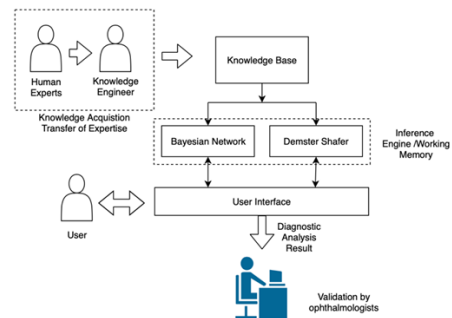 Human
Experts
Knowledge
Engineer
Knowledge Acquistion
Transfer of Expertise
Knowledge Base
Bayesian Network
Demster Shafer
Inference
Engine /Working
Memory
User
User Interface
Diagnostic
Analysis
Result
Validation by
ophthalmologists